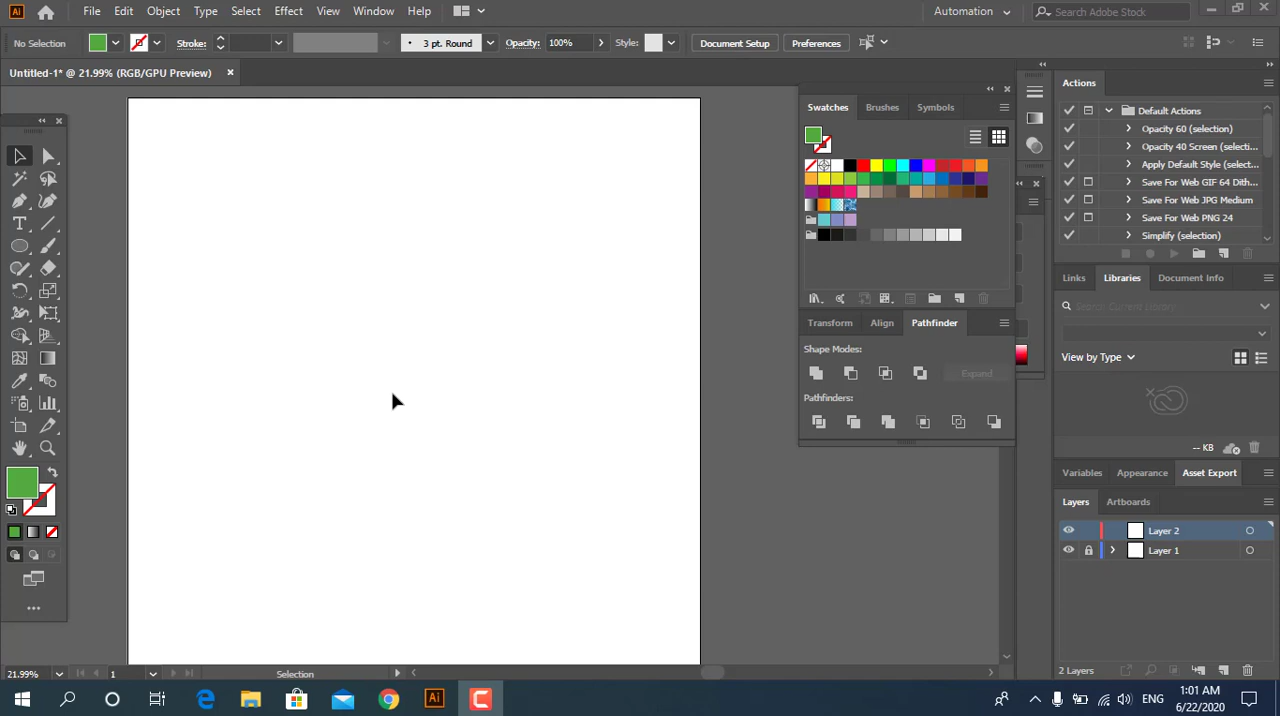 Ai File Edit Object Type Select Effect View Window Help Automation Search Adobe Stock
No Selection Stroke: 3 pt. Round Opacity: 100% Style: Document Setup Preferences
Untitled-1* @ 21.99% (RGB/GPU Preview)
Swatches Brushes Symbols
Transform Align Pathfinder
Shape Modes:
Expand
Pathfinders:
Actions
Default Actions
Opacity 60 (selection)
Opacity 40 Screen (selecti...
Apply Default Style (select...
Save For Web GIF 64 Dith...
Save For Web JPG Medium
Save For Web PNG 24
Simplify (selection)
Links Libraries Document Info
Search Current Library
View by Type
-- KB
Variables Appearance Asset Export
Layers Artboards
Layer 2
Layer 1
2 Layers
T
21.99% 1 Selection
Ai ENG 1:01 AM
6/22/2020